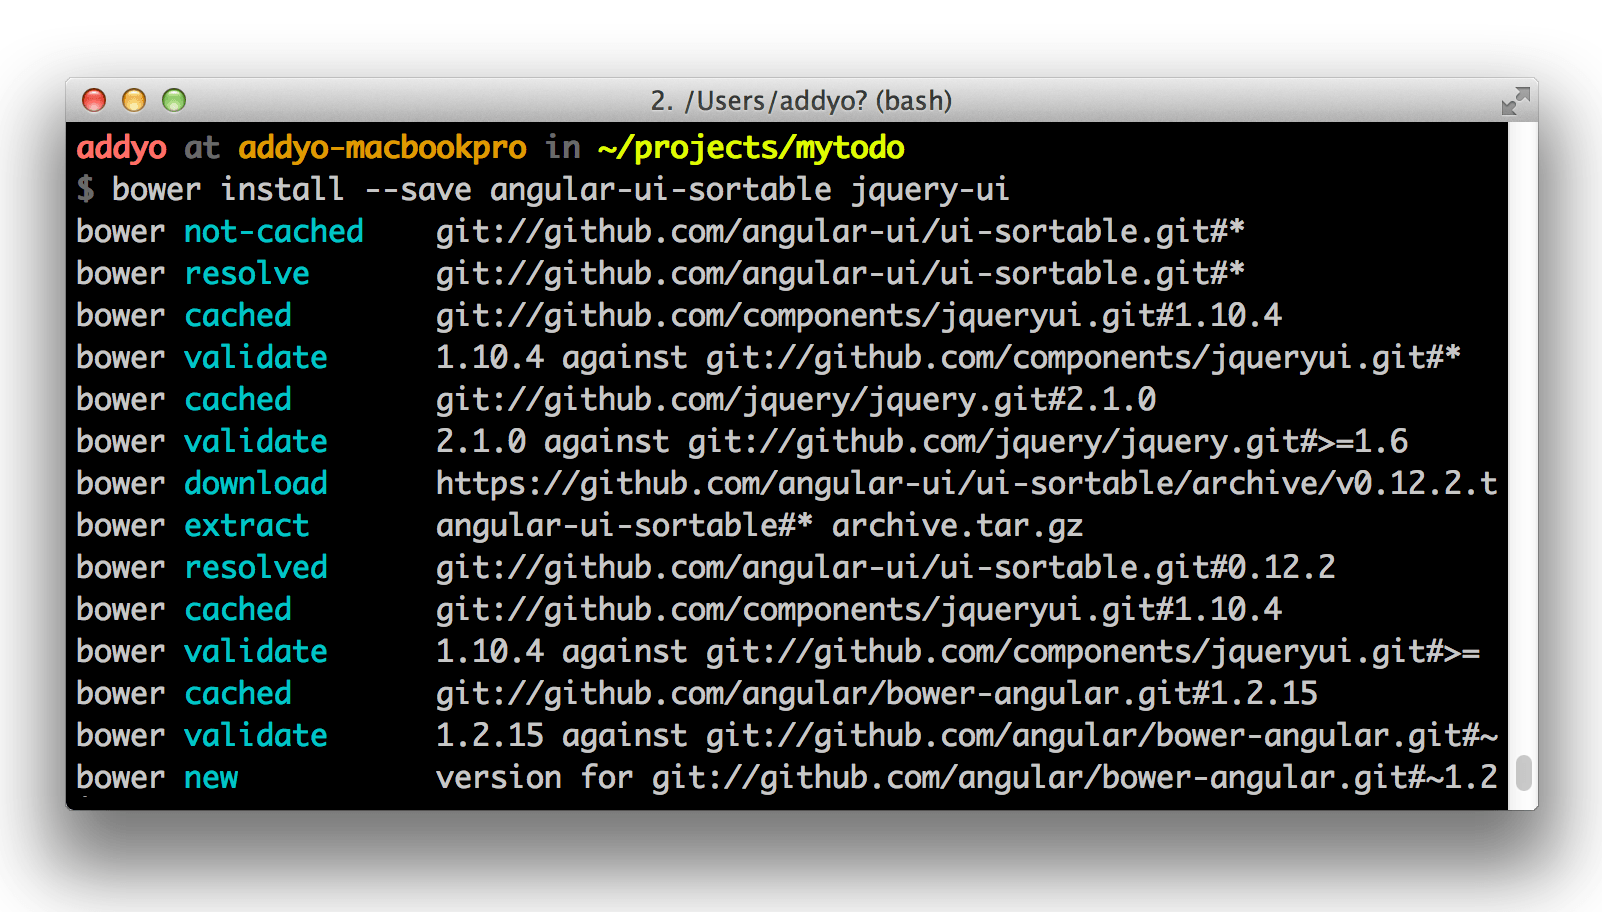 2. /Users/addyo? (bash)
addyo at addyo-macbookpro in ~/projects/mytodo
$ bower install --save angular-ui-sortable jquery-ui
bower not-cached    git://github.com/angular-ui/ui-sortable.git#*
bower resolve       git://github.com/angular-ui/ui-sortable.git#*
bower cached        git://github.com/components/jqueryui.git#1.10.4
bower validate      1.10.4 against git://github.com/components/jqueryui.git#*
bower cached        git://github.com/jquery/jquery.git#2.1.0
bower validate      2.1.0 against git://github.com/jquery/jquery.git#>=1.6
bower download      https://github.com/angular-ui/ui-sortable/archive/v0.12.2.t
bower extract       angular-ui-sortable#* archive.tar.gz
bower resolved      git://github.com/angular-ui/ui-sortable.git#0.12.2
bower cached        git://github.com/components/jqueryui.git#1.10.4
bower validate      1.10.4 against git://github.com/components/jqueryui.git#>=
bower cached        git://github.com/angular/bower-angular.git#1.2.15
bower validate      1.2.15 against git://github.com/angular/bower-angular.git#~
bower new           version for git://github.com/angular/bower-angular.git#~1.2